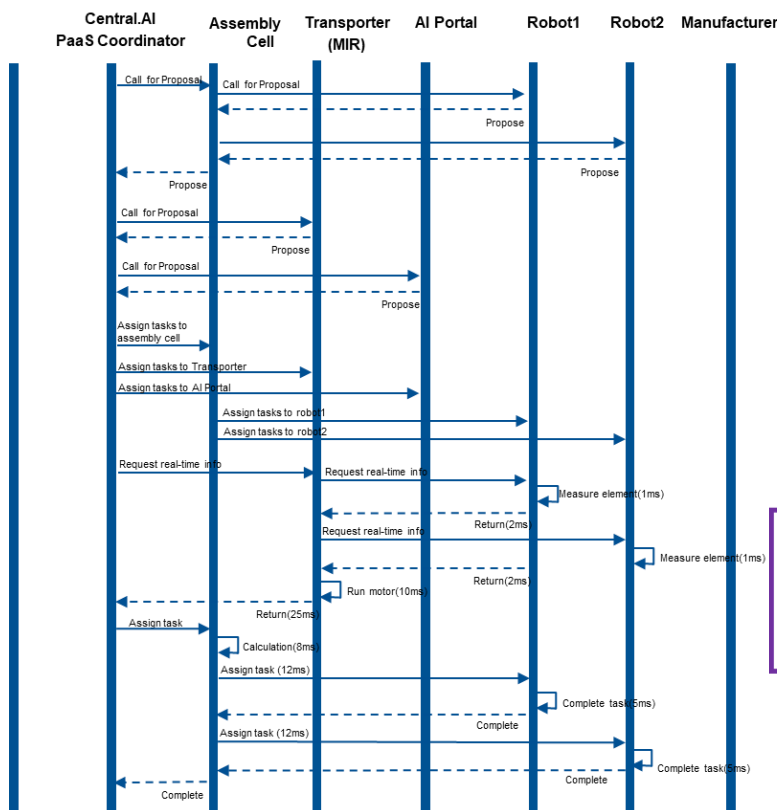 Central.AI
PaaS Coordinator
Assembly
Cell
Transporter
(MIR)
AI Portal
Robot1
Robot2
Manufacturer
Call for Proposal
Call for Proposal
Propose
Propose
Propose
Call for Proposal
Propose
Call for Proposal
Propose
Assign tasks to
assembly cell
Assign tasks to Transporter
Assign tasks to AI Portal
Assign tasks to robot1
Assign tasks to robot2
Request real-time info
Request real-time info
Measure element(1ms)
Return(2ms)
Request real-time info
Measure element(1ms)
Return(2ms)
Run motor(10ms)
Return(25ms)
Assign task
Calculation(8ms)
Assign task (12ms)
Complete task(5ms)
Complete
Assign task (12ms)
Complete task(5ms)
Complete
Complete